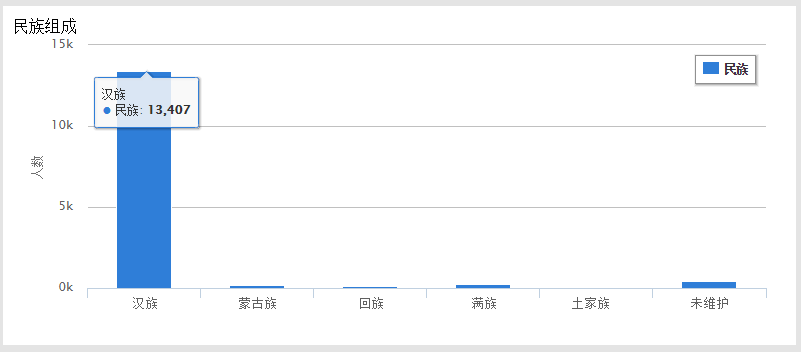 民族组成
15k
民族
汉族
民族: 13,407
10k
人数
5k
0k
汉族 蒙古族 回族 满族 土家族 未维护